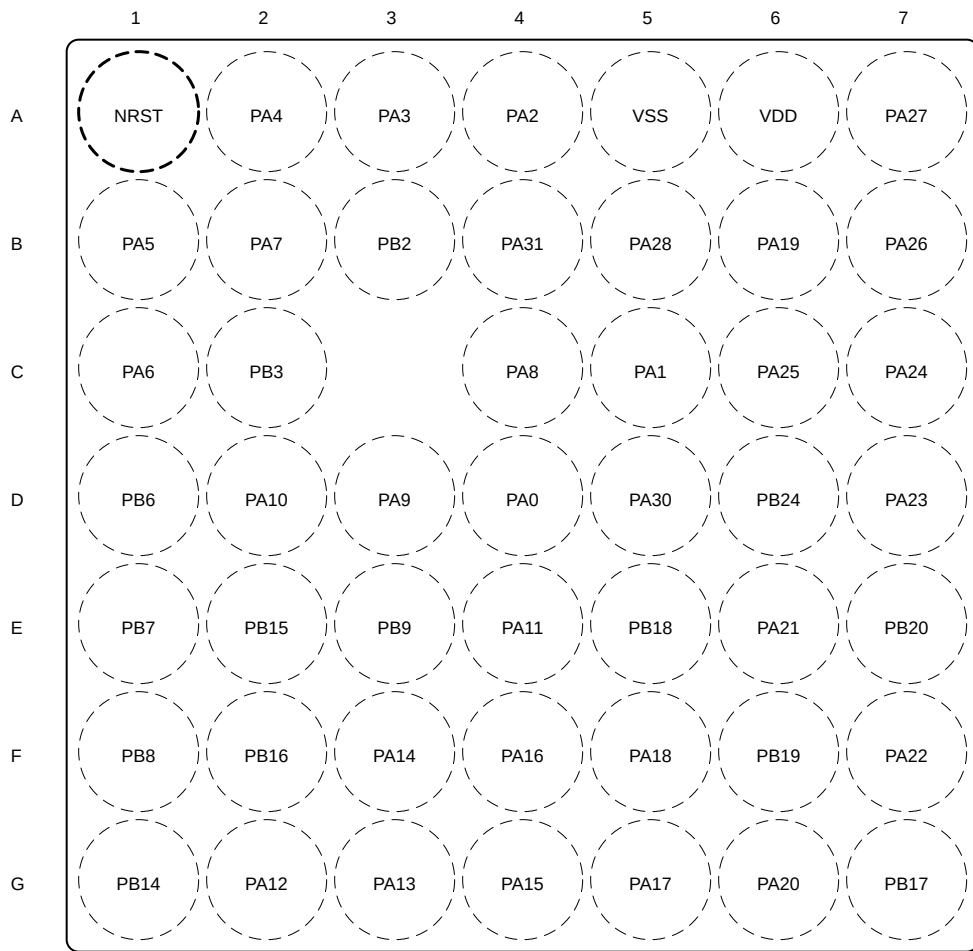 1 2 3 4 5 6 7
A NRST PA4 PA3 PA2 VSS VDD PA27
B PA5 PA7 PB2 PA31 PA28 PA19 PA26
C PA6 PB3 PA8 PA1 PA25 PA24
D PB6 PA10 PA9 PA0 PA30 PB24 PA23
E PB7 PB15 PB9 PA11 PB18 PA21 PB20
F PB8 PB16 PA14 PA16 PA18 PB19 PA22
G PB14 PA12 PA13 PA15 PA17 PA20 PB17